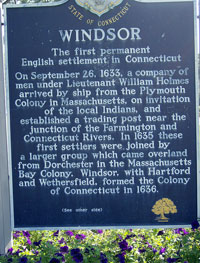 STATE OF CONNECTICUT
WINDSOR
The first permanent
English settlement in Connecticut
On September 26, 1633, a company of
men under Lieutenant William Holmes
arrived by ship from the Plymouth
Colony in Massachusetts, on invitation
of the local Indians, and
established a trading post near the
junction of the Farmington and
Connecticut Rivers. In 1635 these
first settlers were joined by
a larger group which came overland
from Dorchester in the Massachusetts
Bay Colony. Windsor, with Hartford
and Wethersfield, formed the Colony
of Connecticut in 1636.
(See other side)